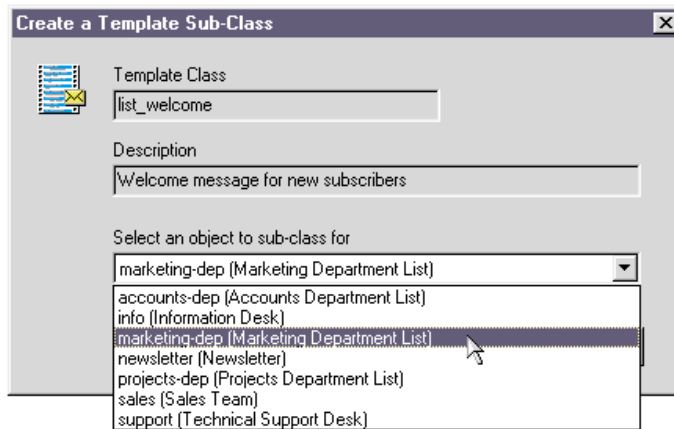 Create a Template Sub-Class
Template Class
list_welcome
Description
Welcome message for new subscribers
Select an object to sub-class for
marketing-dep (Marketing Department List)
accounts-dep (Accounts Department List)
info (Information Desk)
marketing-dep (Marketing Department List)
newsletter (Newsletter)
projects-dep (Projects Department List)
sales (Sales Team)
support (Technical Support Desk)